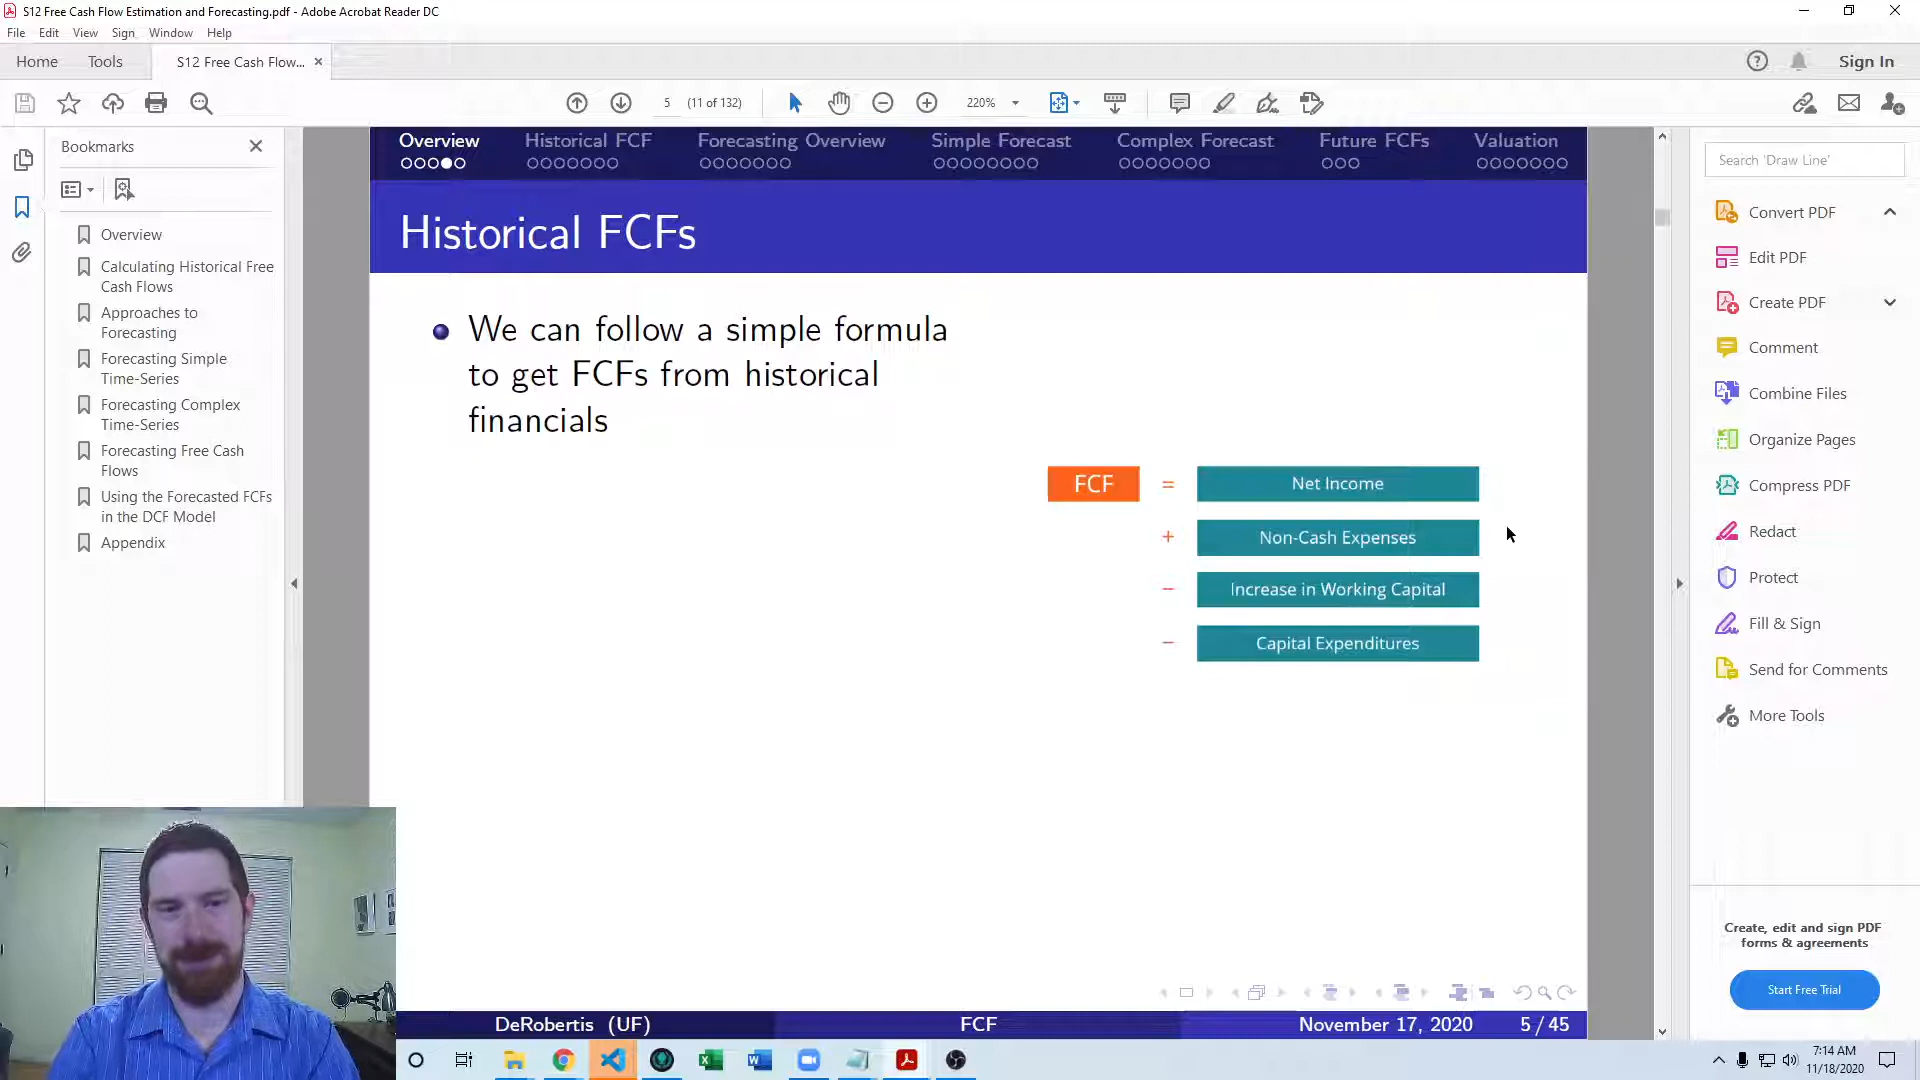 S12 Free Cash Flow Estimation and Forecasting.pdf - Adobe Acrobat Reader DC
File Edit View Sign Window Help
Home Tools S12 Free Cash Flow... × Sign In
5 (11 of 132) 220%
Bookmarks
Overview
Calculating Historical Free
Cash Flows
Approaches to
Forecasting
Forecasting Simple
Time-Series
Forecasting Complex
Time-Series
Forecasting Free Cash
Flows
Using the Forecasted FCFs
in the DCF Model
Appendix
Overview Historical FCF Forecasting Overview Simple Forecast Complex Forecast Future FCFs Valuation
Historical FCFs
We can follow a simple formula
to get FCFs from historical
financials
FCF = Net Income
+ Non-Cash Expenses
− Increase in Working Capital
− Capital Expenditures
DeRobertis (UF) FCF November 17, 2020 5 / 45
Search 'Draw Line'
Convert PDF
Edit PDF
Create PDF
Comment
Combine Files
Organize Pages
Compress PDF
Redact
Protect
Fill & Sign
Send for Comments
More Tools
Create, edit and sign PDF
forms & agreements
Start Free Trial
7:14 AM
11/18/2020